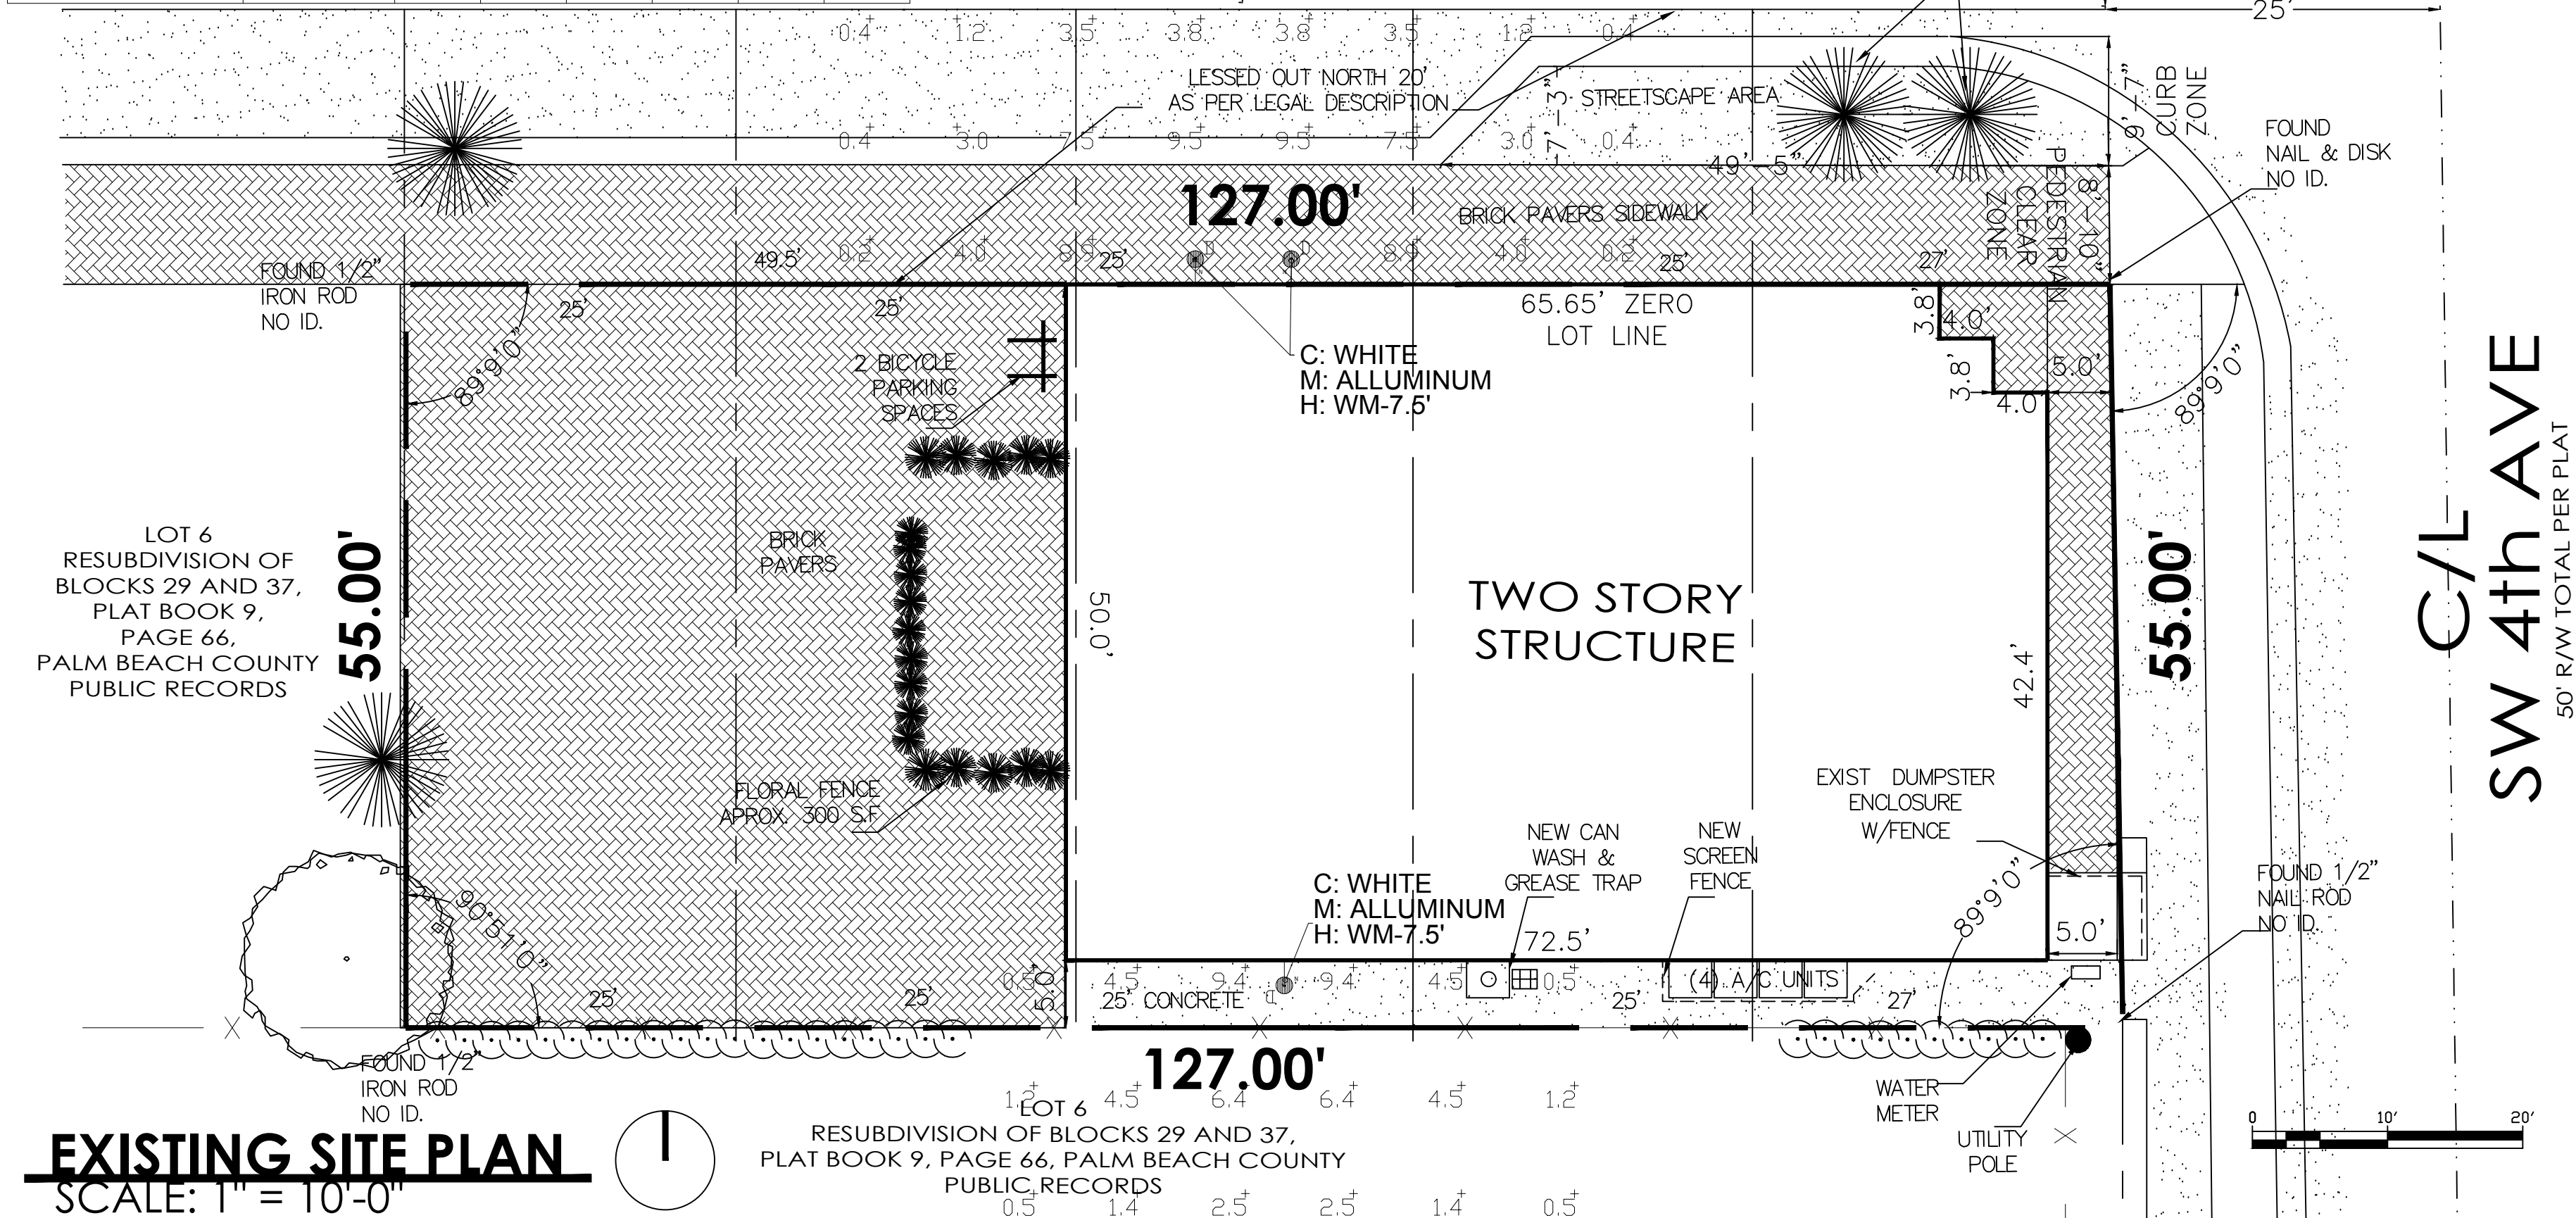 25'
0.4 1.2 3.5 3.8 3.8 3.5 1.2 0.4
LESSED OUT NORTH 20'
AS PER LEGAL DESCRIPTION
7'-3"
STREETSCAPE AREA
9'-7"
CURB
ZONE
0.4 3.0 7.5 9.5 9.5 7.5 3.0 0.4
49'-5"
FOUND
NAIL & DISK
NO ID.
127.00'
BRICK PAVERS SIDEWALK
8'-10"
PEDESTRIAN
CLEAR
ZONE
49.5'
0.2 4.0 8.9
25'
D
D
8.9 4.0 0.2
25'
27'
FOUND 1/2"
IRON ROD
NO ID.
25'
25'
65.65' ZERO
LOT LINE
3.8'
4.0'
3.8'
4.0'
5.0'
89°9'0"
89°9'0"
2 BICYCLE
PARKING
SPACES
C: WHITE
M: ALLUMINUM
H: WM-7.5'
LOT 6
RESUBDIVISION OF
BLOCKS 29 AND 37,
PLAT BOOK 9,
PAGE 66,
PALM BEACH COUNTY
PUBLIC RECORDS
55.00'
BRICK
PAVERS
50.0'
TWO STORY
STRUCTURE
42.4'
55.00'
C/L
SW 4th AVE
50' R/W TOTAL PER PLAT
FLORAL FENCE
APROX. 300 S.F
EXIST DUMPSTER
ENCLOSURE
W/FENCE
NEW CAN
WASH &
GREASE TRAP
NEW
SCREEN
FENCE
C: WHITE
M: ALLUMINUM
H: WM-7.5'
72.5'
89°9'0"
5.0'
FOUND 1/2"
NAIL ROD
NO ID.
90°51'0"
0.5 4.5 9.4 9.4 4.5 0.5
5.0'
(4) A/C UNITS
25'
25'
25' CONCRETE
D
25'
27'
FOUND 1/2"
IRON ROD
NO ID.
127.00'
1.2 4.5 6.4 6.4 4.5 1.2
WATER
METER
UTILITY
POLE
LOT 6
RESUBDIVISION OF BLOCKS 29 AND 37,
PLAT BOOK 9, PAGE 66, PALM BEACH COUNTY
PUBLIC RECORDS
0.5 1.4 2.5 2.5 1.4 0.5
0 10' 20'
EXISTING SITE PLAN
SCALE: 1" = 10'-0"